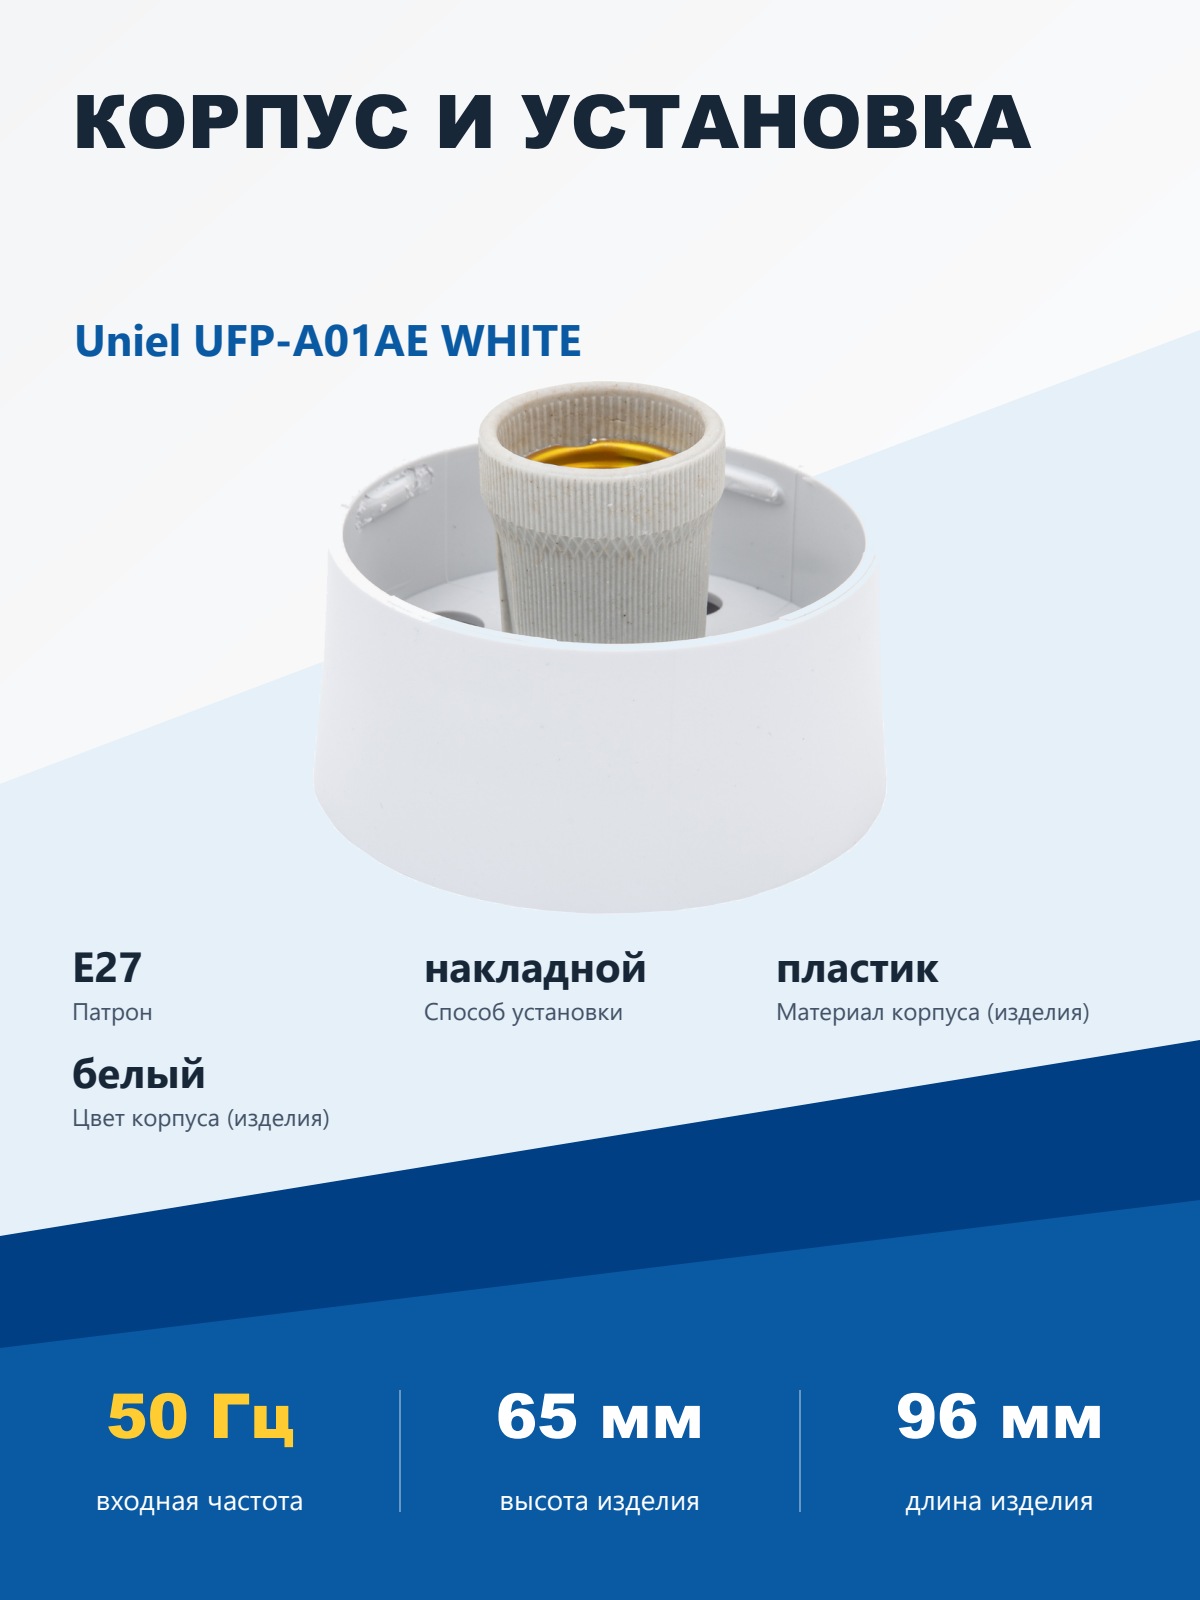 КОРПУС И УСТАНОВКА
Uniel UFP-A01AE WHITE
E27
накладной
пластик
Патрон
Способ установки
Материал корпуса (изделия)
белый
Цвет корпуса (изделия)
50 Гц
65 мм
96 мм
входная частота
высота изделия
длина изделия